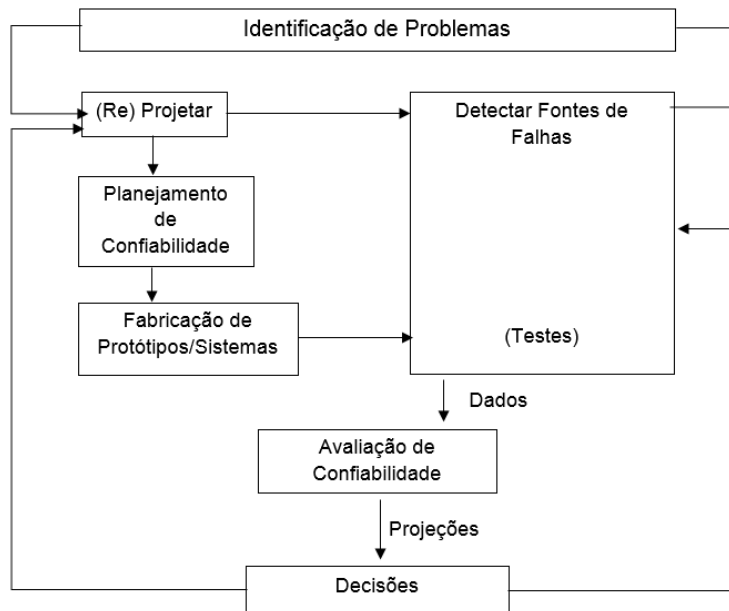 Identificação de Problemas
(Re) Projetar
Detectar Fontes de
Falhas
Planejamento
de
Confiabilidade
Fabricação de
Protótipos/Sistemas
(Testes)
Dados
Avaliação de
Confiabilidade
Projeções
Decisões